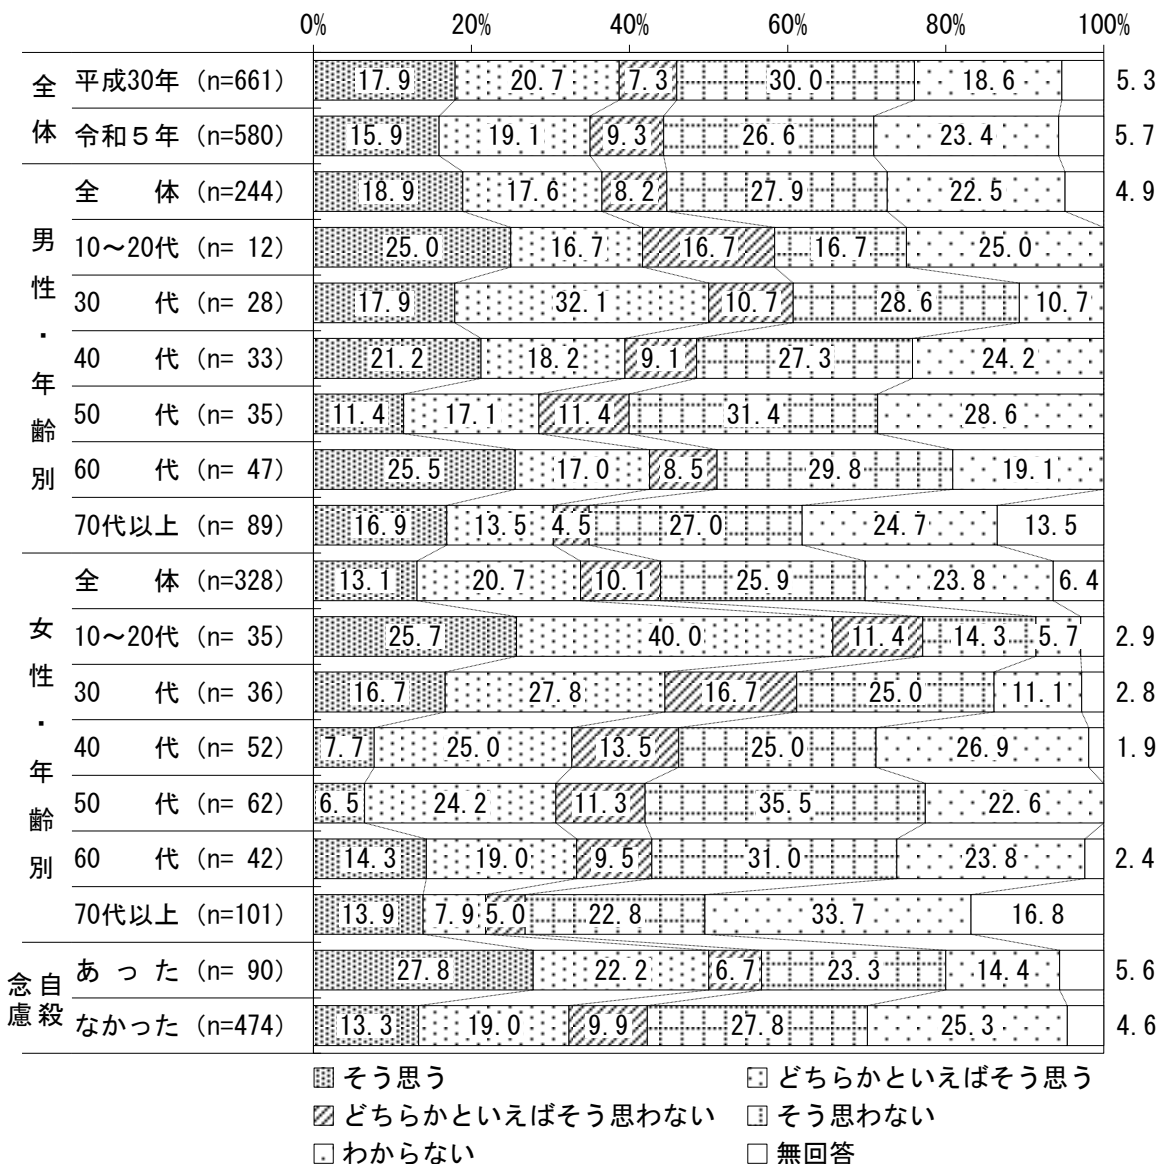 0% 20% 40% 60% 80% 100%
全体
平成30年 (n=661) 17.9 20.7 7.3 30.0 18.6 5.3
令和５年 (n=580) 15.9 19.1 9.3 26.6 23.4 5.7
男性・年齢別
全　体 (n=244) 18.9 17.6 8.2 27.9 22.5 4.9
10～20代 (n= 12) 25.0 16.7 16.7 16.7 25.0
30　代 (n= 28) 17.9 32.1 10.7 28.6 10.7
40　代 (n= 33) 21.2 18.2 9.1 27.3 24.2
50　代 (n= 35) 11.4 17.1 11.4 31.4 28.6
60　代 (n= 47) 25.5 17.0 8.5 29.8 19.1
70代以上 (n= 89) 16.9 13.5 4.5 27.0 24.7 13.5
女性・年齢別
全　体 (n=328) 13.1 20.7 10.1 25.9 23.8 6.4
10～20代 (n= 35) 25.7 40.0 11.4 14.3 5.7 2.9
30　代 (n= 36) 16.7 27.8 16.7 25.0 11.1 2.8
40　代 (n= 52) 7.7 25.0 13.5 25.0 26.9 1.9
50　代 (n= 62) 6.5 24.2 11.3 35.5 22.6
60　代 (n= 42) 14.3 19.0 9.5 31.0 23.8 2.4
70代以上 (n=101) 13.9 7.9 5.0 22.8 33.7 16.8
自殺念慮
あった (n= 90) 27.8 22.2 6.7 23.3 14.4 5.6
なかった (n=474) 13.3 19.0 9.9 27.8 25.3 4.6
そう思う どちらかといえばそう思う
どちらかといえばそう思わない そう思わない
わからない 無回答